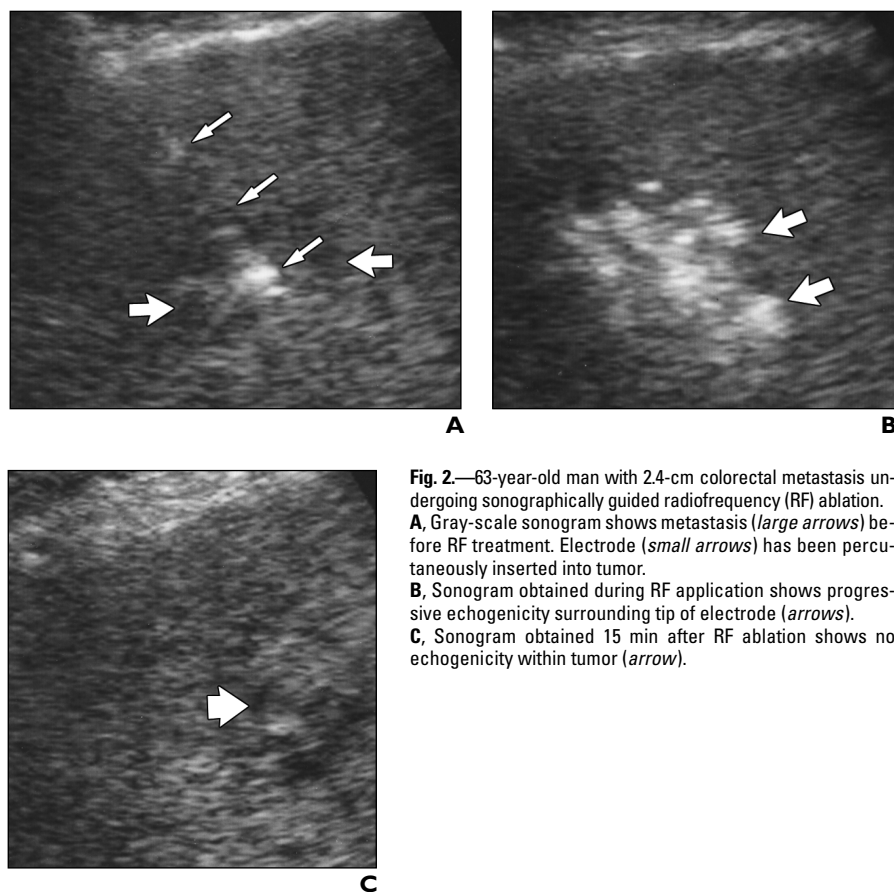 A
B
C
Fig. 2.—63-year-old man with 2.4-cm colorectal metastasis un-
dergoing sonographically guided radiofrequency (RF) ablation.
A, Gray-scale sonogram shows metastasis (large arrows) be-
fore RF treatment. Electrode (small arrows) has been percu-
taneously inserted into tumor.
B, Sonogram obtained during RF application shows progres-
sive echogenicity surrounding tip of electrode (arrows).
C, Sonogram obtained 15 min after RF ablation shows no
echogenicity within tumor (arrow).